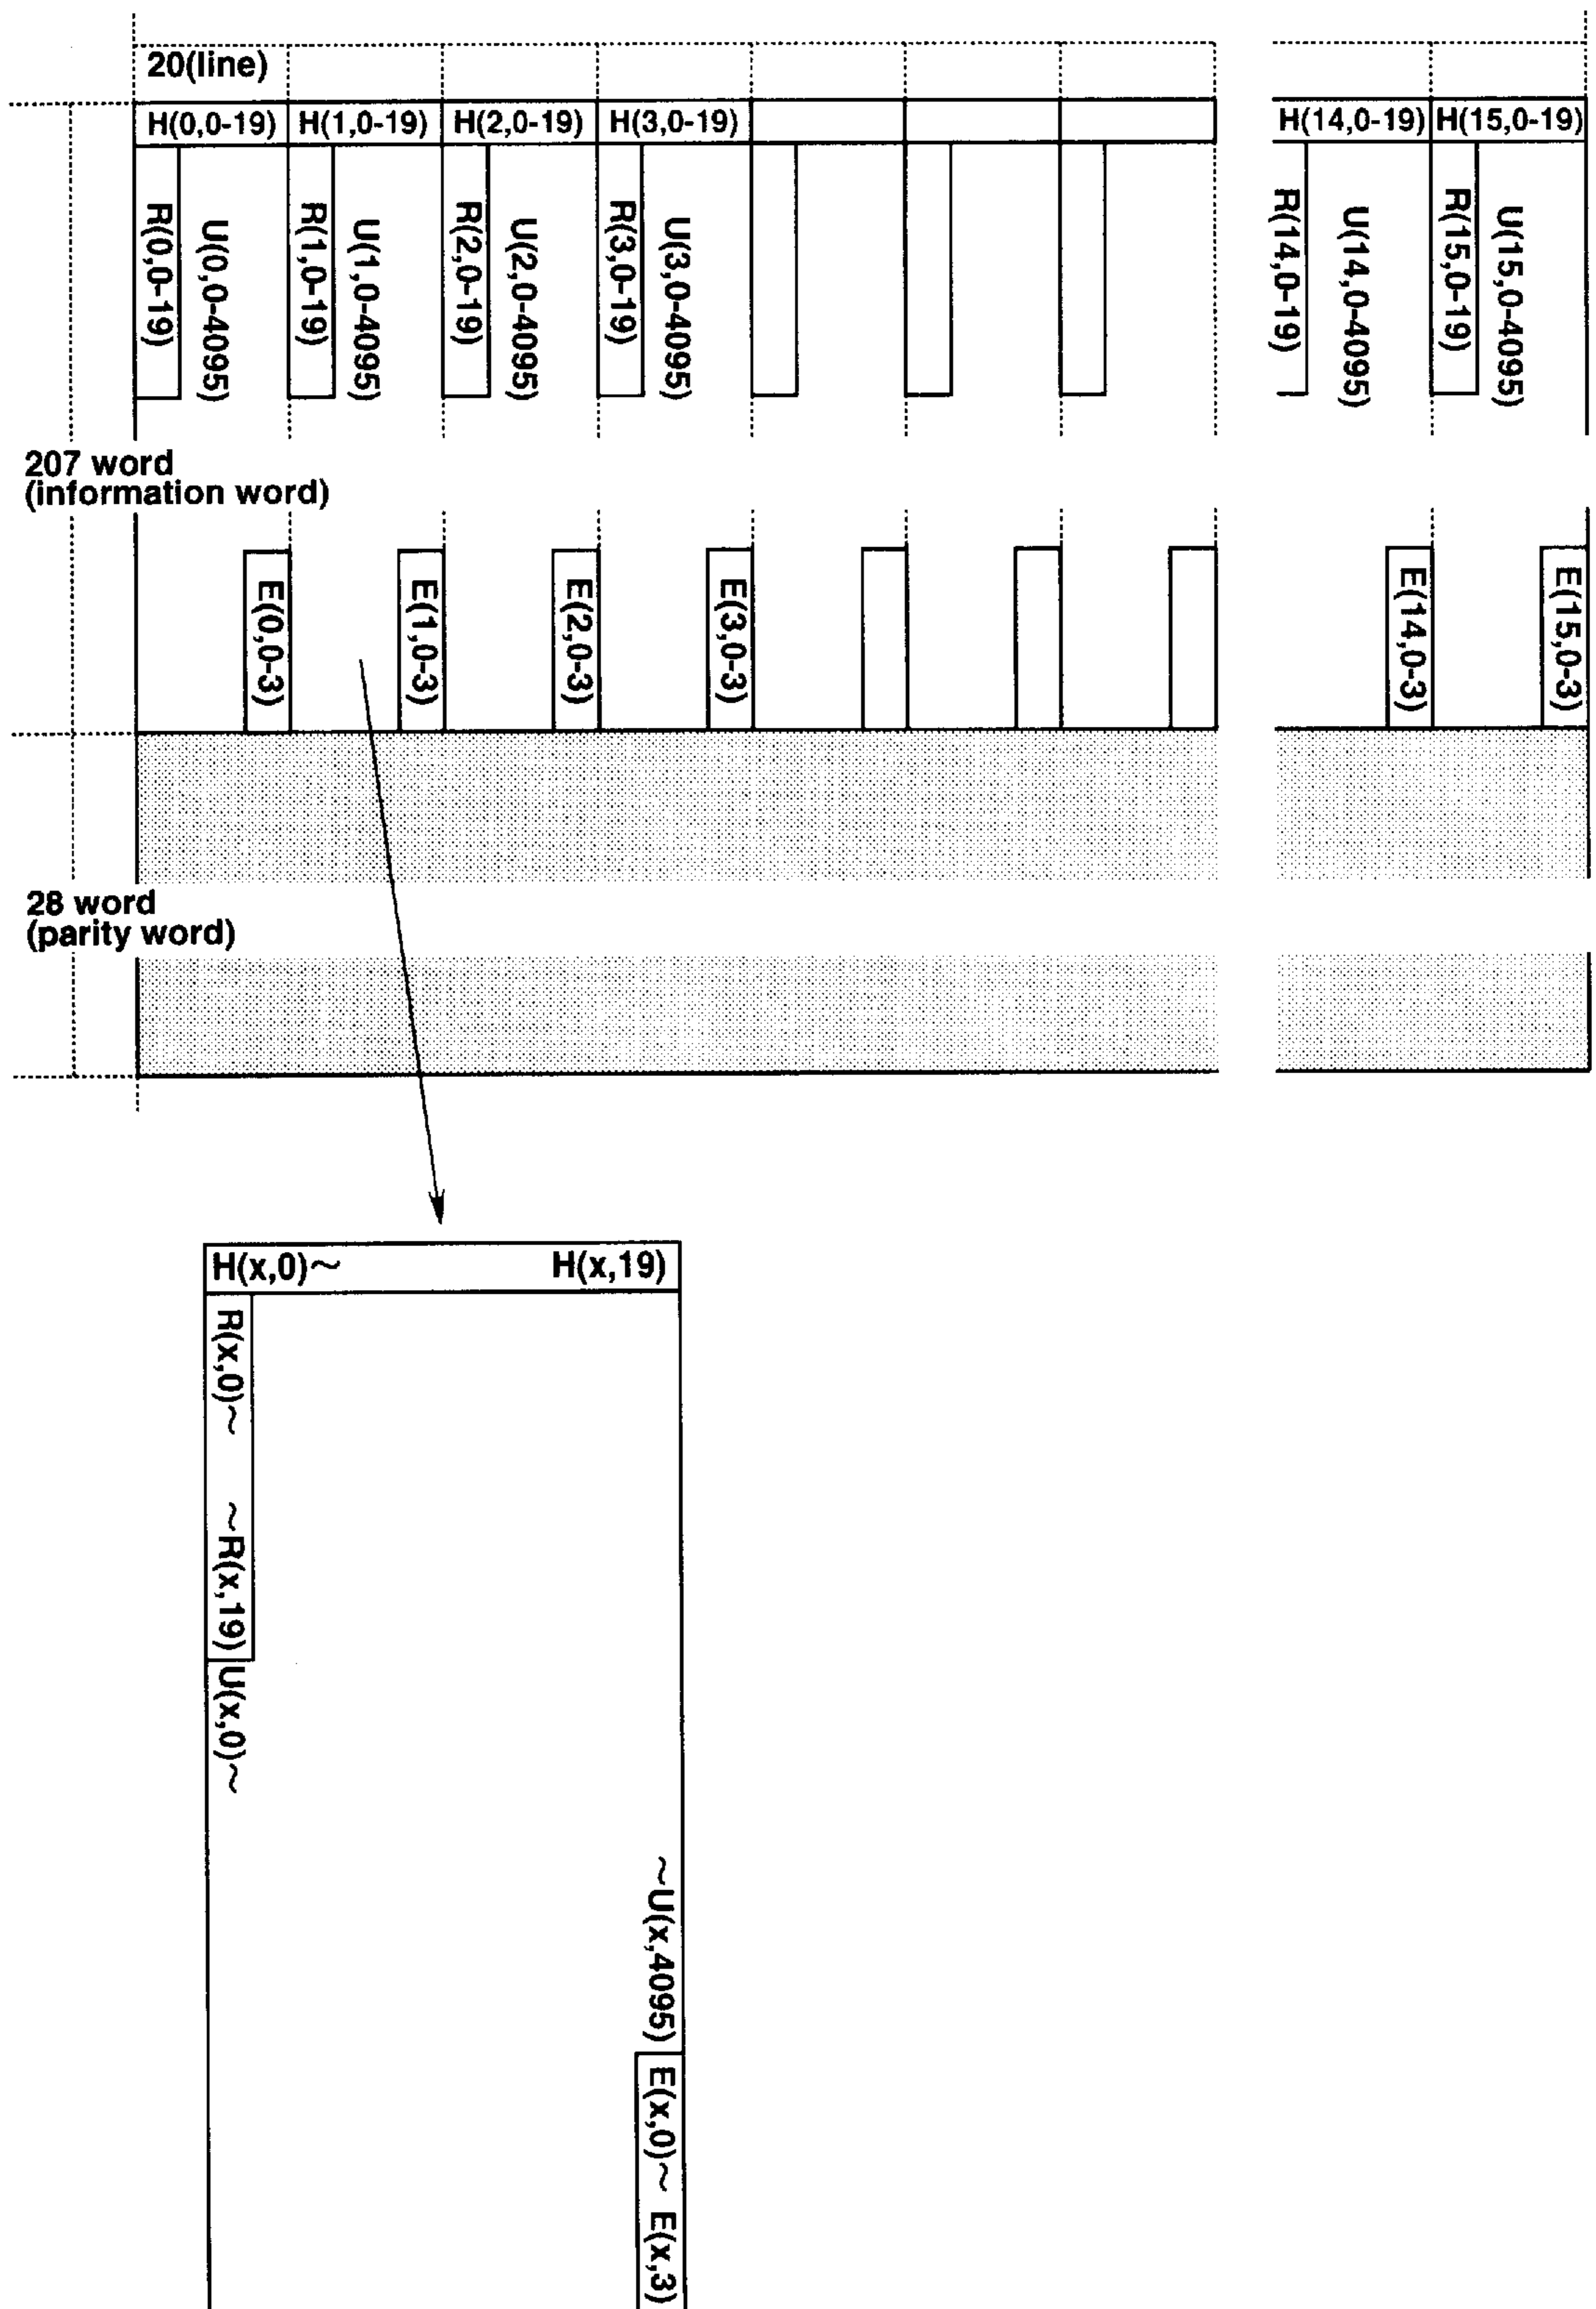 20(line)
H(0,0-19) H(1,0-19) H(2,0-19) H(3,0-19) H(14,0-19) H(15,0-19)
R(0,0-19) U(0,0-4095) R(1,0-19) U(1,0-4095) R(2,0-19) U(2,0-4095) R(3,0-19) U(3,0-4095) R(14,0-19) U(14,0-4095) R(15,0-19) U(15,0-4095)
207 word
(information word)
E(0,0-3) E(1,0-3) E(2,0-3) E(3,0-3) E(14,0-3) E(15,0-3)
28 word
(parity word)
H(x,0)~ H(x,19)
R(x,0)~ ~R(x,19) U(x,0)~
~U(x,4095) E(x,0)~ E(x,3)